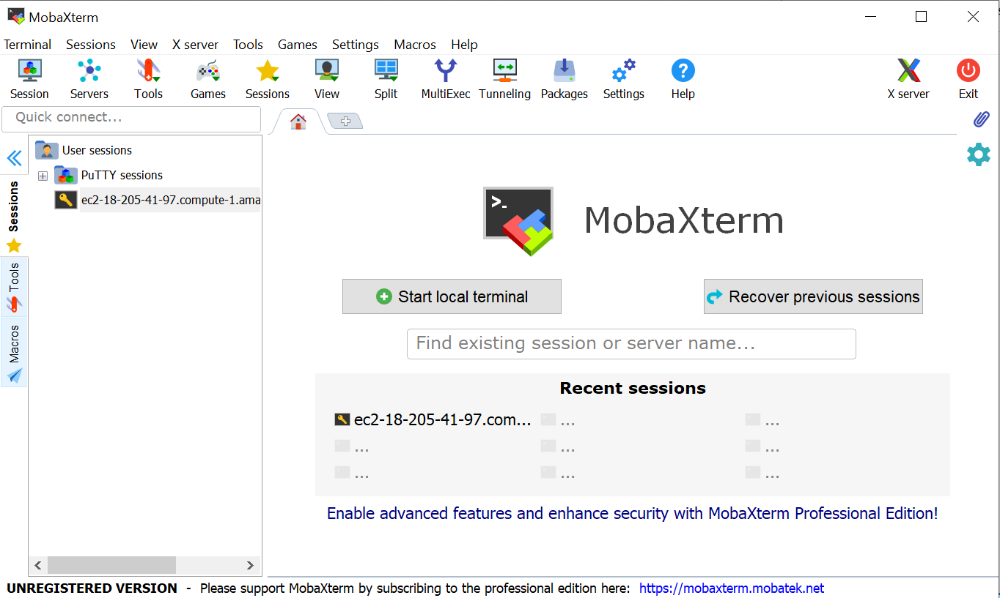 MobaXterm
Terminal Sessions View X server Tools Games Settings Macros Help
Session Servers Tools Games Sessions View Split MultiExec Tunneling Packages Settings Help X server Exit
Quick connect...
User sessions
PuTTY sessions
ec2-18-205-41-97.compute-1.ama
Sessions
Tools
Macros
>_
MobaXterm
Start local terminal
Recover previous sessions
Find existing session or server name...
Recent sessions
ec2-18-205-41-97.com... ... ...
... ... ...
... ... ...
Enable advanced features and enhance security with MobaXterm Professional Edition!
UNREGISTERED VERSION - Please support MobaXterm by subscribing to the professional edition here: https://mobaxterm.mobatek.net